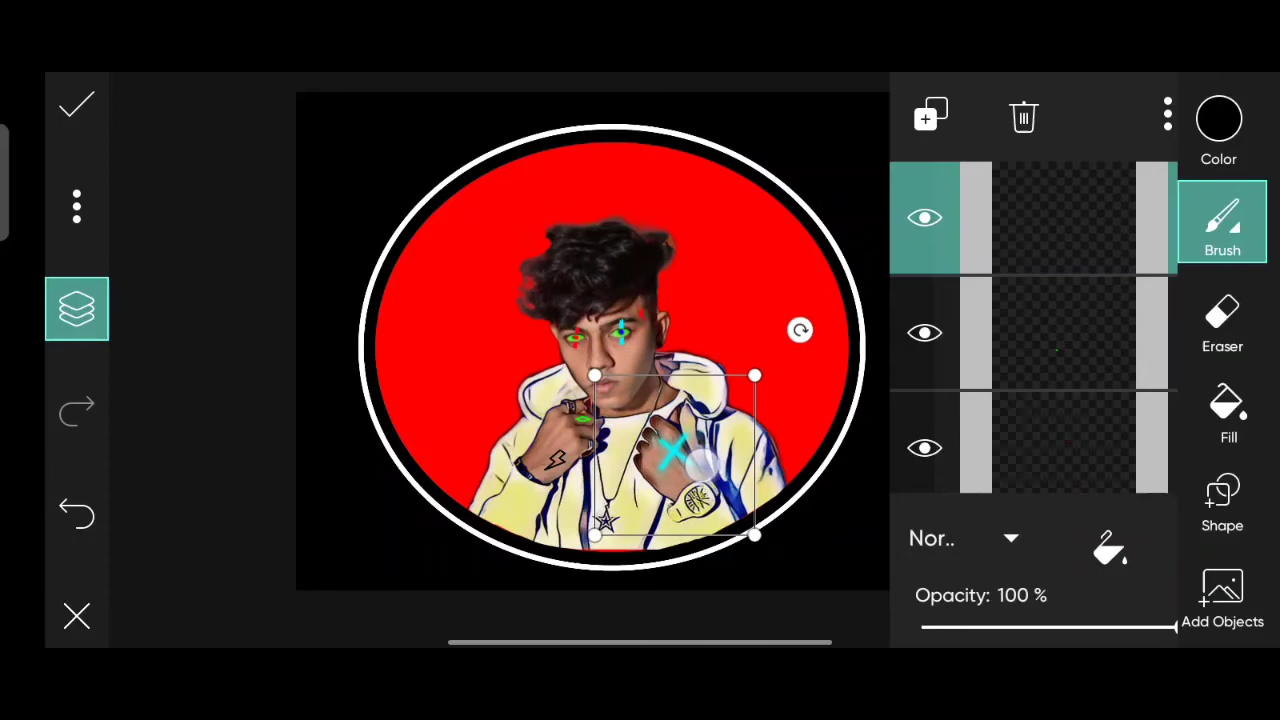 Color
Brush
Eraser
Fill
Shape
Nor..
Opacity: 100 %
Add Objects